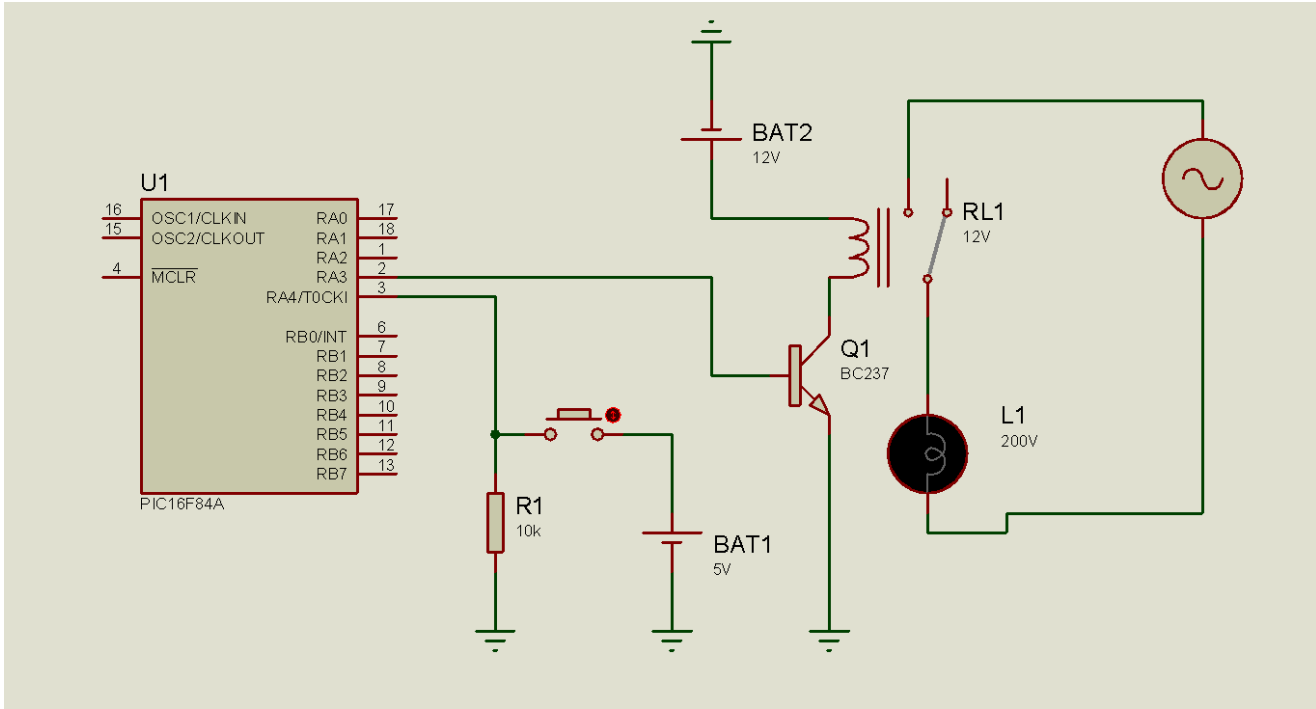 U1
16 OSC1/CLKIN RA0 17
15 OSC2/CLKOUT RA1 18
RA2 1
4 MCLR RA3 2
RA4/T0CKI 3
RB0/INT 6
RB1 7
RB2 8
RB3 9
RB4 10
RB5 11
RB6 12
RB7 13
PIC16F84A
R1
10k
BAT1
5V
BAT2
12V
Q1
BC237
RL1
12V
L1
200V